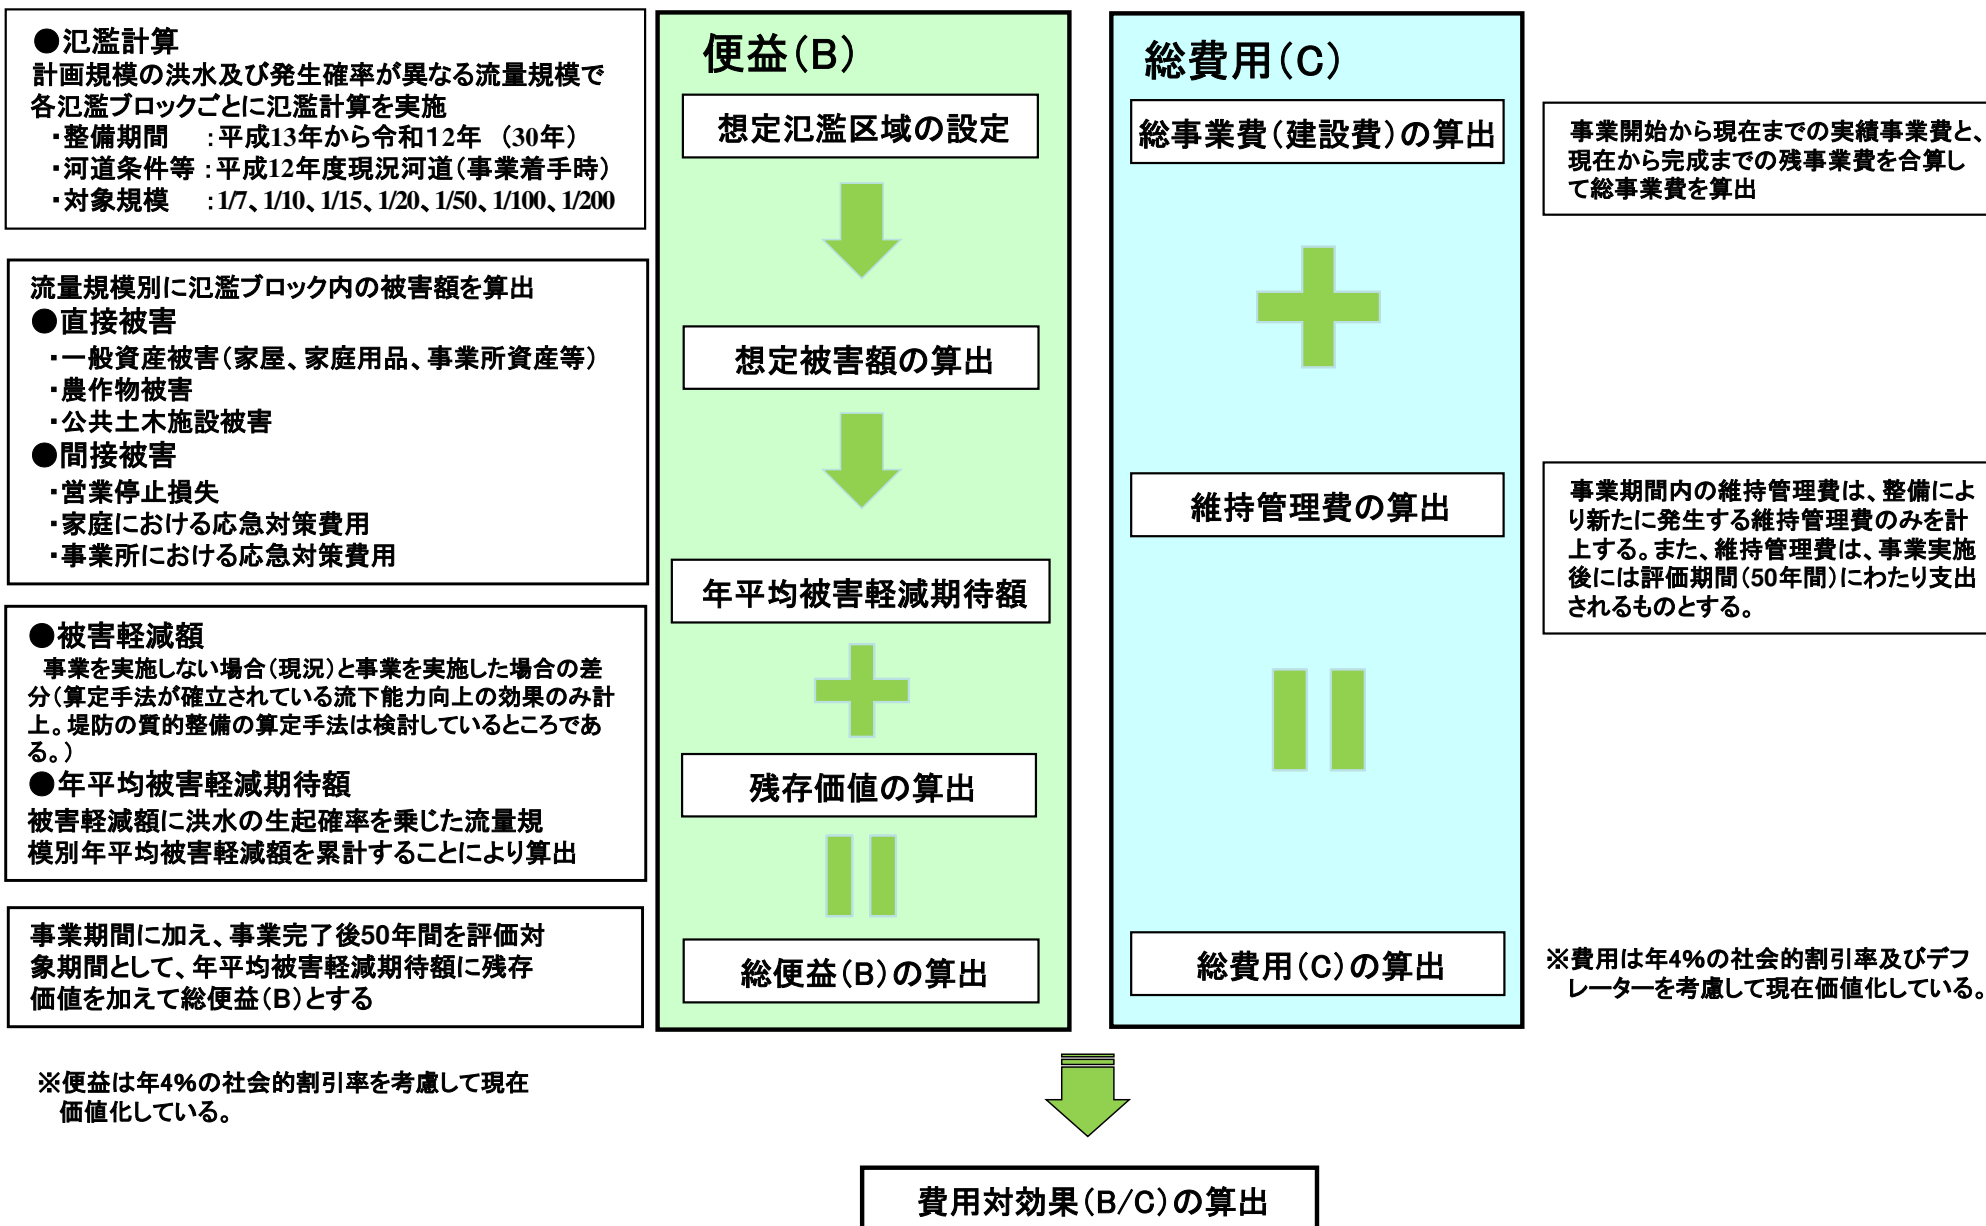 ●氾濫計算
計画規模の洪水及び発生確率が異なる流量規模で
各氾濫ブロックごとに氾濫計算を実施
・整備期間　：平成13年から令和12年 （30年）
・河道条件等：平成12年度現況河道（事業着手時）
・対象規模　：1/7、1/10、1/15、1/20、1/50、1/100、1/200
流量規模別に氾濫ブロック内の被害額を算出
●直接被害
・一般資産被害（家屋、家庭用品、事業所資産等）
・農作物被害
・公共土木施設被害
●間接被害
・営業停止損失
・家庭における応急対策費用
・事業所における応急対策費用
●被害軽減額
事業を実施しない場合（現況）と事業を実施した場合の差
分（算定手法が確立されている流下能力向上の効果のみ計
上。堤防の質的整備の算定手法は検討しているところであ
る。）
●年平均被害軽減期待額
被害軽減額に洪水の生起確率を乗じた流量規
模別年平均被害軽減額を累計することにより算出
事業期間に加え、事業完了後50年間を評価対
象期間として、年平均被害軽減期待額に残存
価値を加えて総便益（B）とする
※便益は年4%の社会的割引率を考慮して現在
価値化している。
便益（B）
想定氾濫区域の設定
想定被害額の算出
年平均被害軽減期待額
残存価値の算出
総便益（B）の算出
総費用（C）
総事業費（建設費）の算出
維持管理費の算出
総費用（C）の算出
事業開始から現在までの実績事業費と、
現在から完成までの残事業費を合算し
て総事業費を算出
事業期間内の維持管理費は、整備によ
り新たに発生する維持管理費のみを計
上する。また、維持管理費は、事業実施
後には評価期間（50年間）にわたり支出
されるものとする。
※費用は年4%の社会的割引率及びデフ
レーターを考慮して現在価値化している。
費用対効果（B/C）の算出